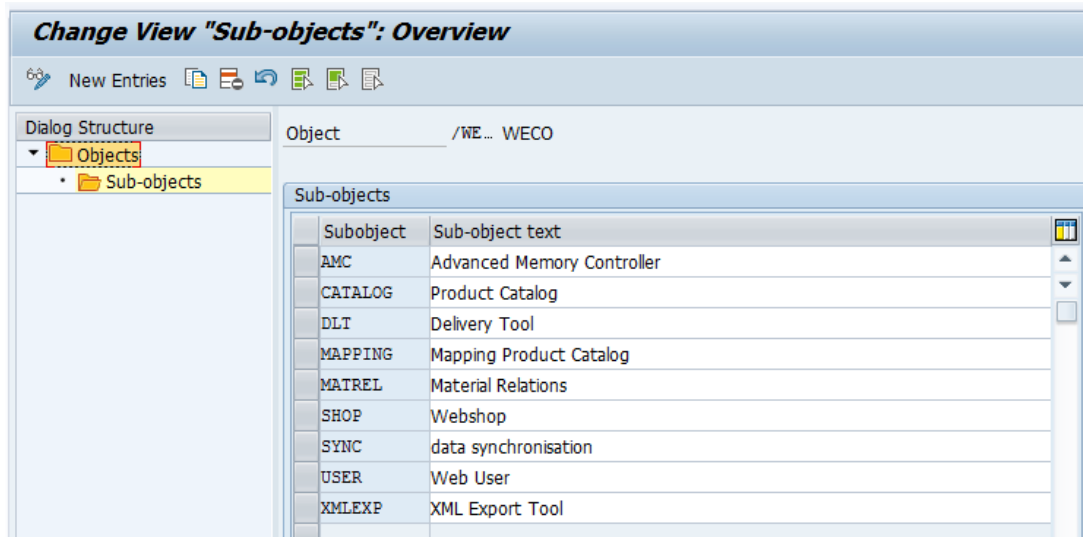 Change View "Sub-objects": Overview
New Entries
Dialog Structure
Objects
Sub-objects
Object /WE… WECO
Sub-objects
Subobject Sub-object text
AMC Advanced Memory Controller
CATALOG Product Catalog
DLT Delivery Tool
MAPPING Mapping Product Catalog
MATREL Material Relations
SHOP Webshop
SYNC data synchronisation
USER Web User
XMLEXP XML Export Tool